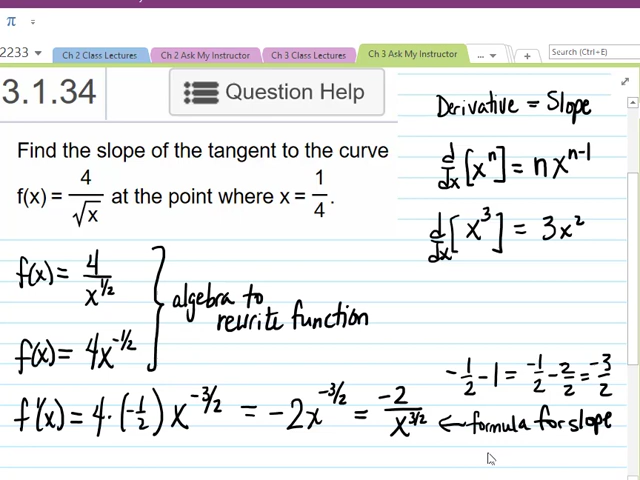 π
2233 Ch 2 Class Lectures Ch 2 Ask My Instructor Ch 3 Class Lectures Ch 3 Ask My Instructor ... + Search (Ctrl+E)
3.1.34 Question Help
Find the slope of the tangent to the curve
f(x) = 4/√x at the point where x = 1/4.
Derivative = Slope
d/dx [xⁿ] = nxⁿ⁻¹
d/dx [x³] = 3x²
f(x) = 4/x^(1/2)
f(x) = 4x^(-1/2)
algebra to
rewrite function
-1/2 - 1 = -1/2 - 2/2 = -3/2
f'(x) = 4 · (-1/2) x^(-3/2) = -2x^(-3/2) = -2/x^(3/2) ← formula for slope